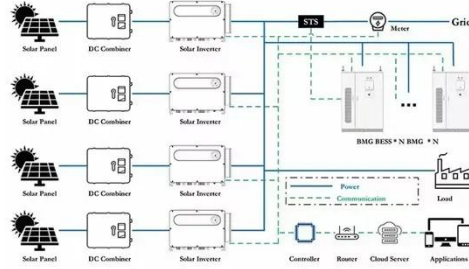 STS
Meter
Grid
Solar Panel DC Combiner Solar Inverter
Solar Panel DC Combiner Solar Inverter
BMG BESS * N BMG * N
Solar Panel DC Combiner Solar Inverter
Power
Communication
Load
Solar Panel DC Combiner Solar Inverter
Controller Router Cloud Server Applications